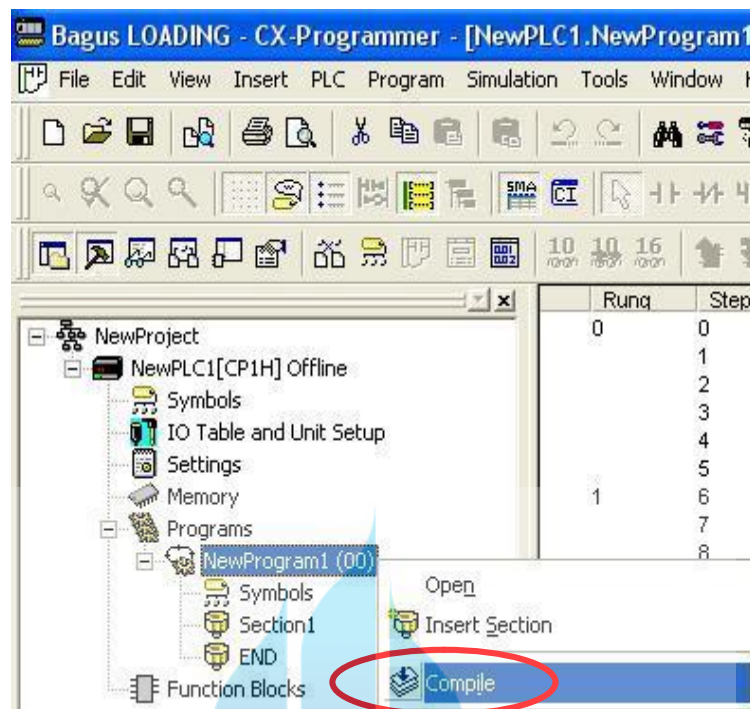 Bagus LOADING - CX-Programmer - [NewPLC1.NewProgram1
File Edit View Insert PLC Program Simulation Tools Window
SMA CI
10 10 16
Rung Step
NewProject 0 0
NewPLC1[CP1H] Offline 1
Symbols 2
IO Table and Unit Setup 3
4
Settings 5
Memory 1 6
Programs 7
NewProgram1 (00) 8
Symbols
Open
Section1
Insert Section
END
Compile
Function Blocks